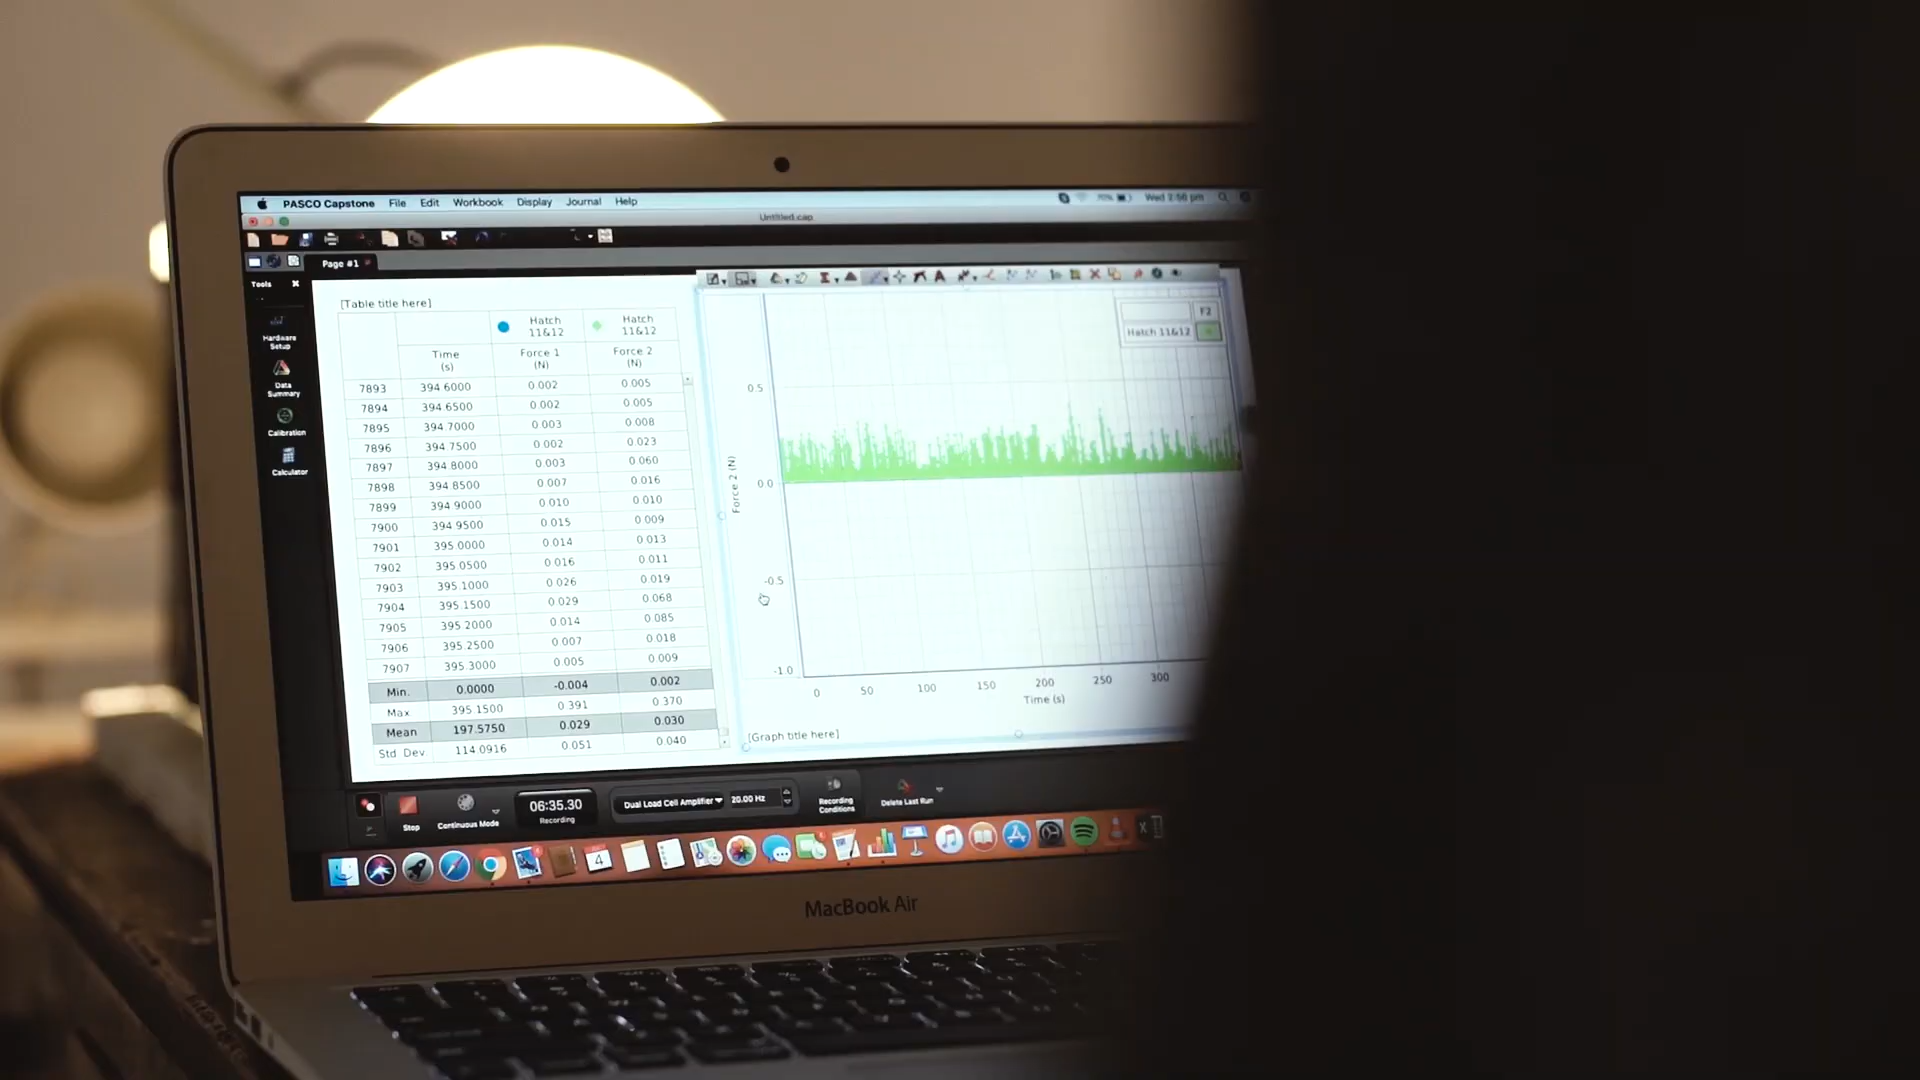 PASCO Capstone File Edit Workbook Display Journal Help
70% Wed 2:56 pm
Untitled.cap
Page #1
Tools
Hardware Setup
Data Summary
Calibration
Calculator
[Table title here]
Hatch 11&12 Hatch 11&12
Time (s) Force 1 (N) Force 2 (N)
7893 394.6000 0.002 0.005
7894 394.6500 0.002 0.005
7895 394.7000 0.003 0.008
7896 394.7500 0.002 0.023
7897 394.8000 0.003 0.060
7898 394.8500 0.007 0.016
7899 394.9000 0.010 0.010
7900 394.9500 0.015 0.009
7901 395.0000 0.014 0.013
7902 395.0500 0.016 0.011
7903 395.1000 0.026 0.019
7904 395.1500 0.029 0.068
7905 395.2000 0.014 0.085
7906 395.2500 0.007 0.018
7907 395.3000 0.005 0.009
Min. 0.0000 -0.004 0.002
Max 395.1500 0.391 0.370
Mean 197.5750 0.029 0.030
Std. Dev. 114.0916 0.051 0.040
F2
Hatch 11&12
0.5
0.0
-0.5
-1.0
Force 2 (N)
0 50 100 150 200 250 300
Time (s)
[Graph title here]
Stop
Continuous Mode
06:35.30
Recording
Dual Load Cell Amplifier 20.00 Hz
Recording Conditions
Delete Last Run
4
MacBook Air